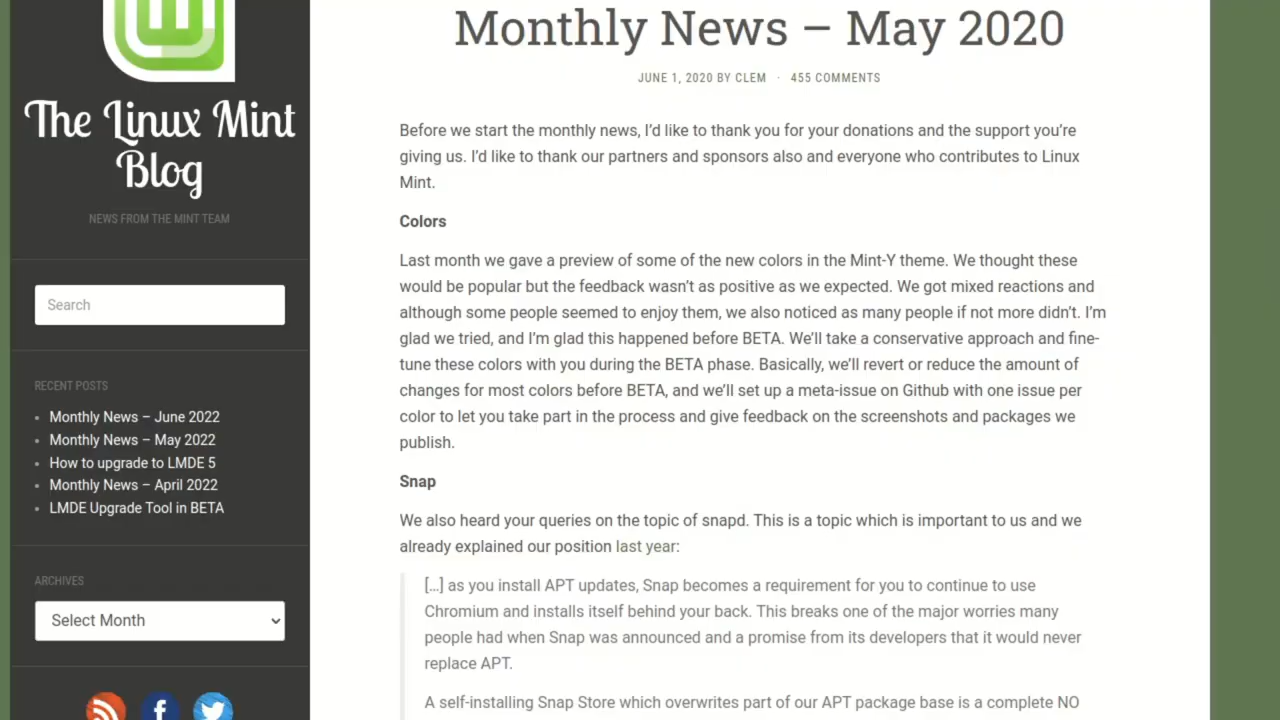 The Linux Mint
Blog
NEWS FROM THE MINT TEAM
Search
RECENT POSTS
Monthly News – June 2022
Monthly News – May 2022
How to upgrade to LMDE 5
Monthly News – April 2022
LMDE Upgrade Tool in BETA
ARCHIVES
Select Month
Monthly News – May 2020
JUNE 1, 2020 BY CLEM · 455 COMMENTS
Before we start the monthly news, I’d like to thank you for your donations and the support you’re
giving us. I’d like to thank our partners and sponsors also and everyone who contributes to Linux
Mint.
Colors
Last month we gave a preview of some of the new colors in the Mint-Y theme. We thought these
would be popular but the feedback wasn’t as positive as we expected. We got mixed reactions and
although some people seemed to enjoy them, we also noticed as many people if not more didn’t. I’m
glad we tried, and I’m glad this happened before BETA. We’ll take a conservative approach and fine-
tune these colors with you during the BETA phase. Basically, we’ll revert or reduce the amount of
changes for most colors before BETA, and we’ll set up a meta-issue on Github with one issue per
color to let you take part in the process and give feedback on the screenshots and packages we
publish.
Snap
We also heard your queries on the topic of snapd. This is a topic which is important to us and we
already explained our position last year:
[…] as you install APT updates, Snap becomes a requirement for you to continue to use
Chromium and installs itself behind your back. This breaks one of the major worries many
people had when Snap was announced and a promise from its developers that it would never
replace APT.
A self-installing Snap Store which overwrites part of our APT package base is a complete NO